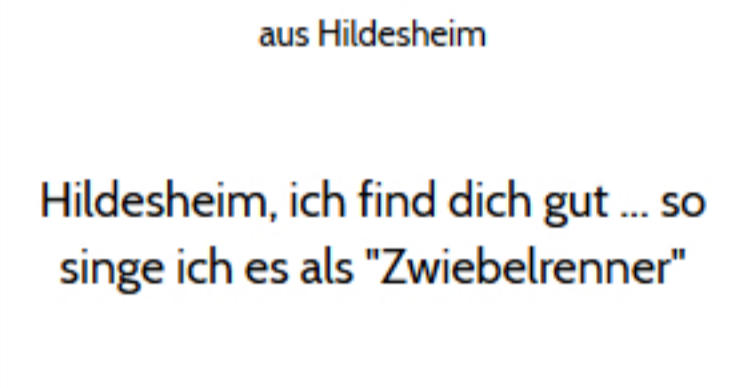 aus Hildesheim
Hildesheim, ich find dich gut ... so
singe ich es als "Zwiebelrenner"